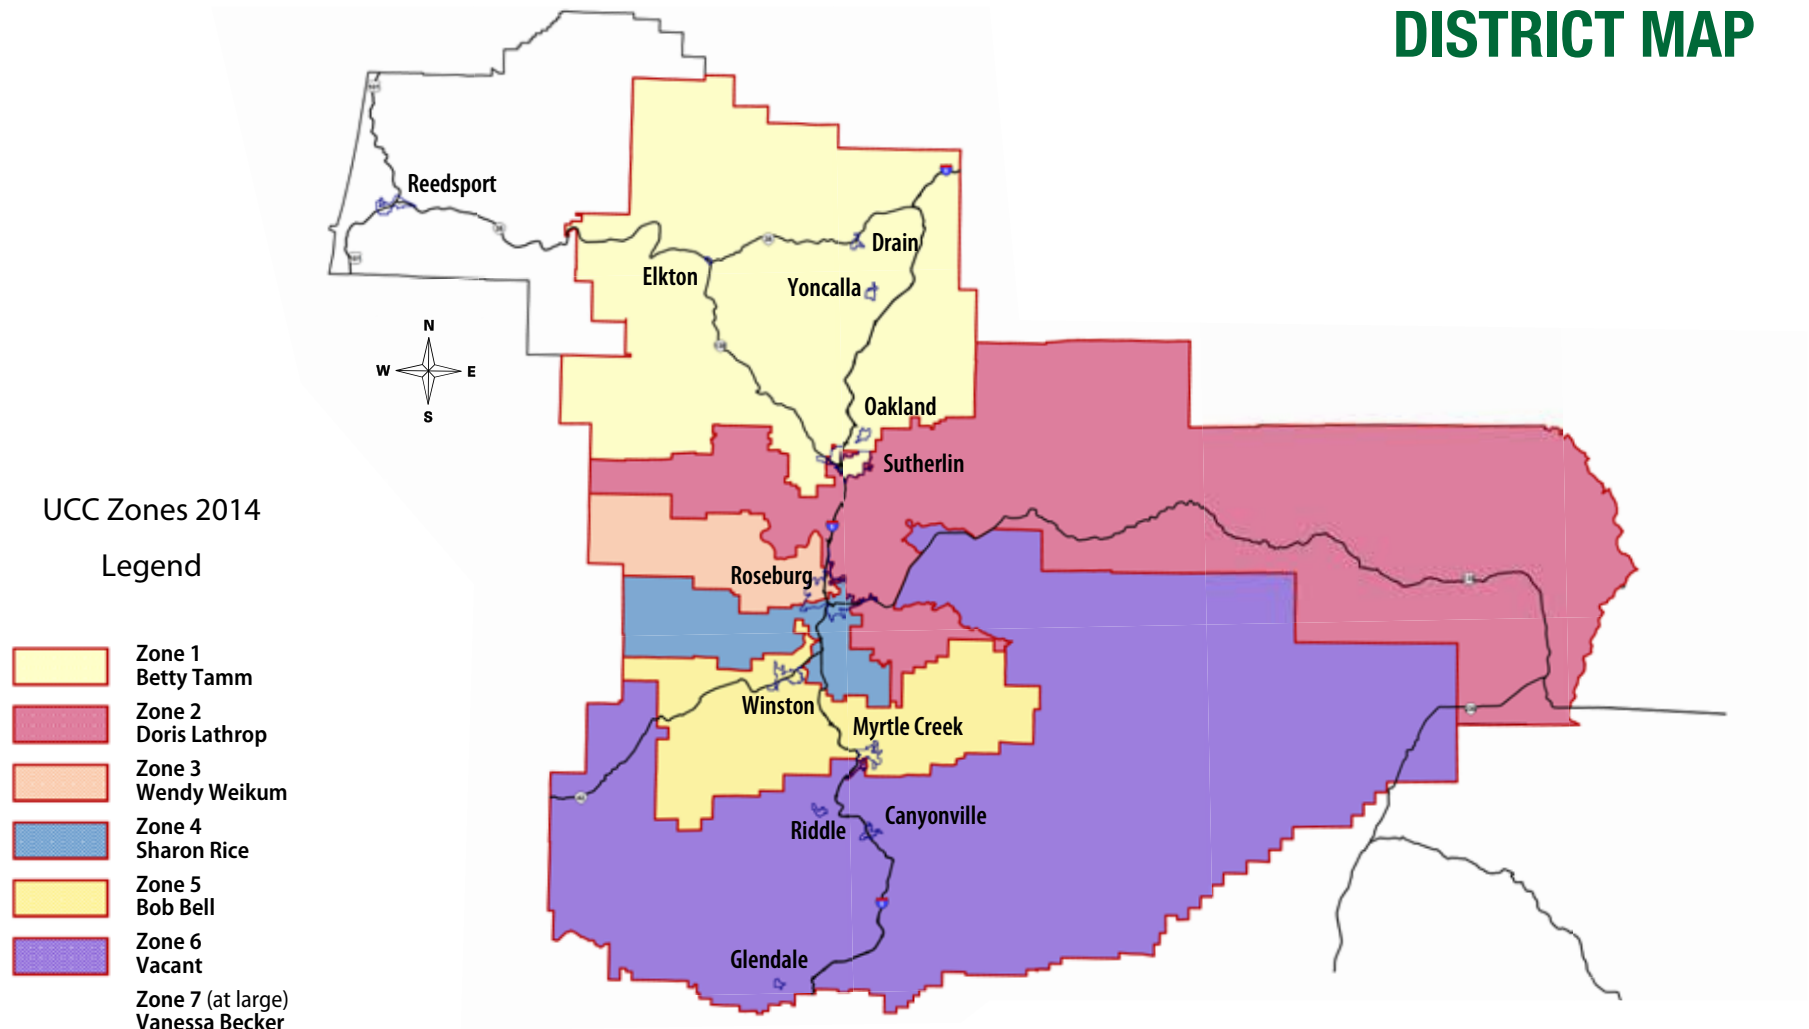 DISTRICT MAP
Reedsport
Drain
Elkton
Yoncalla
N
W E
S
Oakland
Sutherlin
UCC Zones 2014
Legend
Roseburg
Zone 1
Betty Tamm
Zone 2
Doris Lathrop
Zone 3
Wendy Weikum
Zone 4
Sharon Rice
Zone 5
Bob Bell
Zone 6
Vacant
Zone 7 (at large)
Vanessa Becker
Winston
Myrtle Creek
Canyonville
Riddle
Glendale